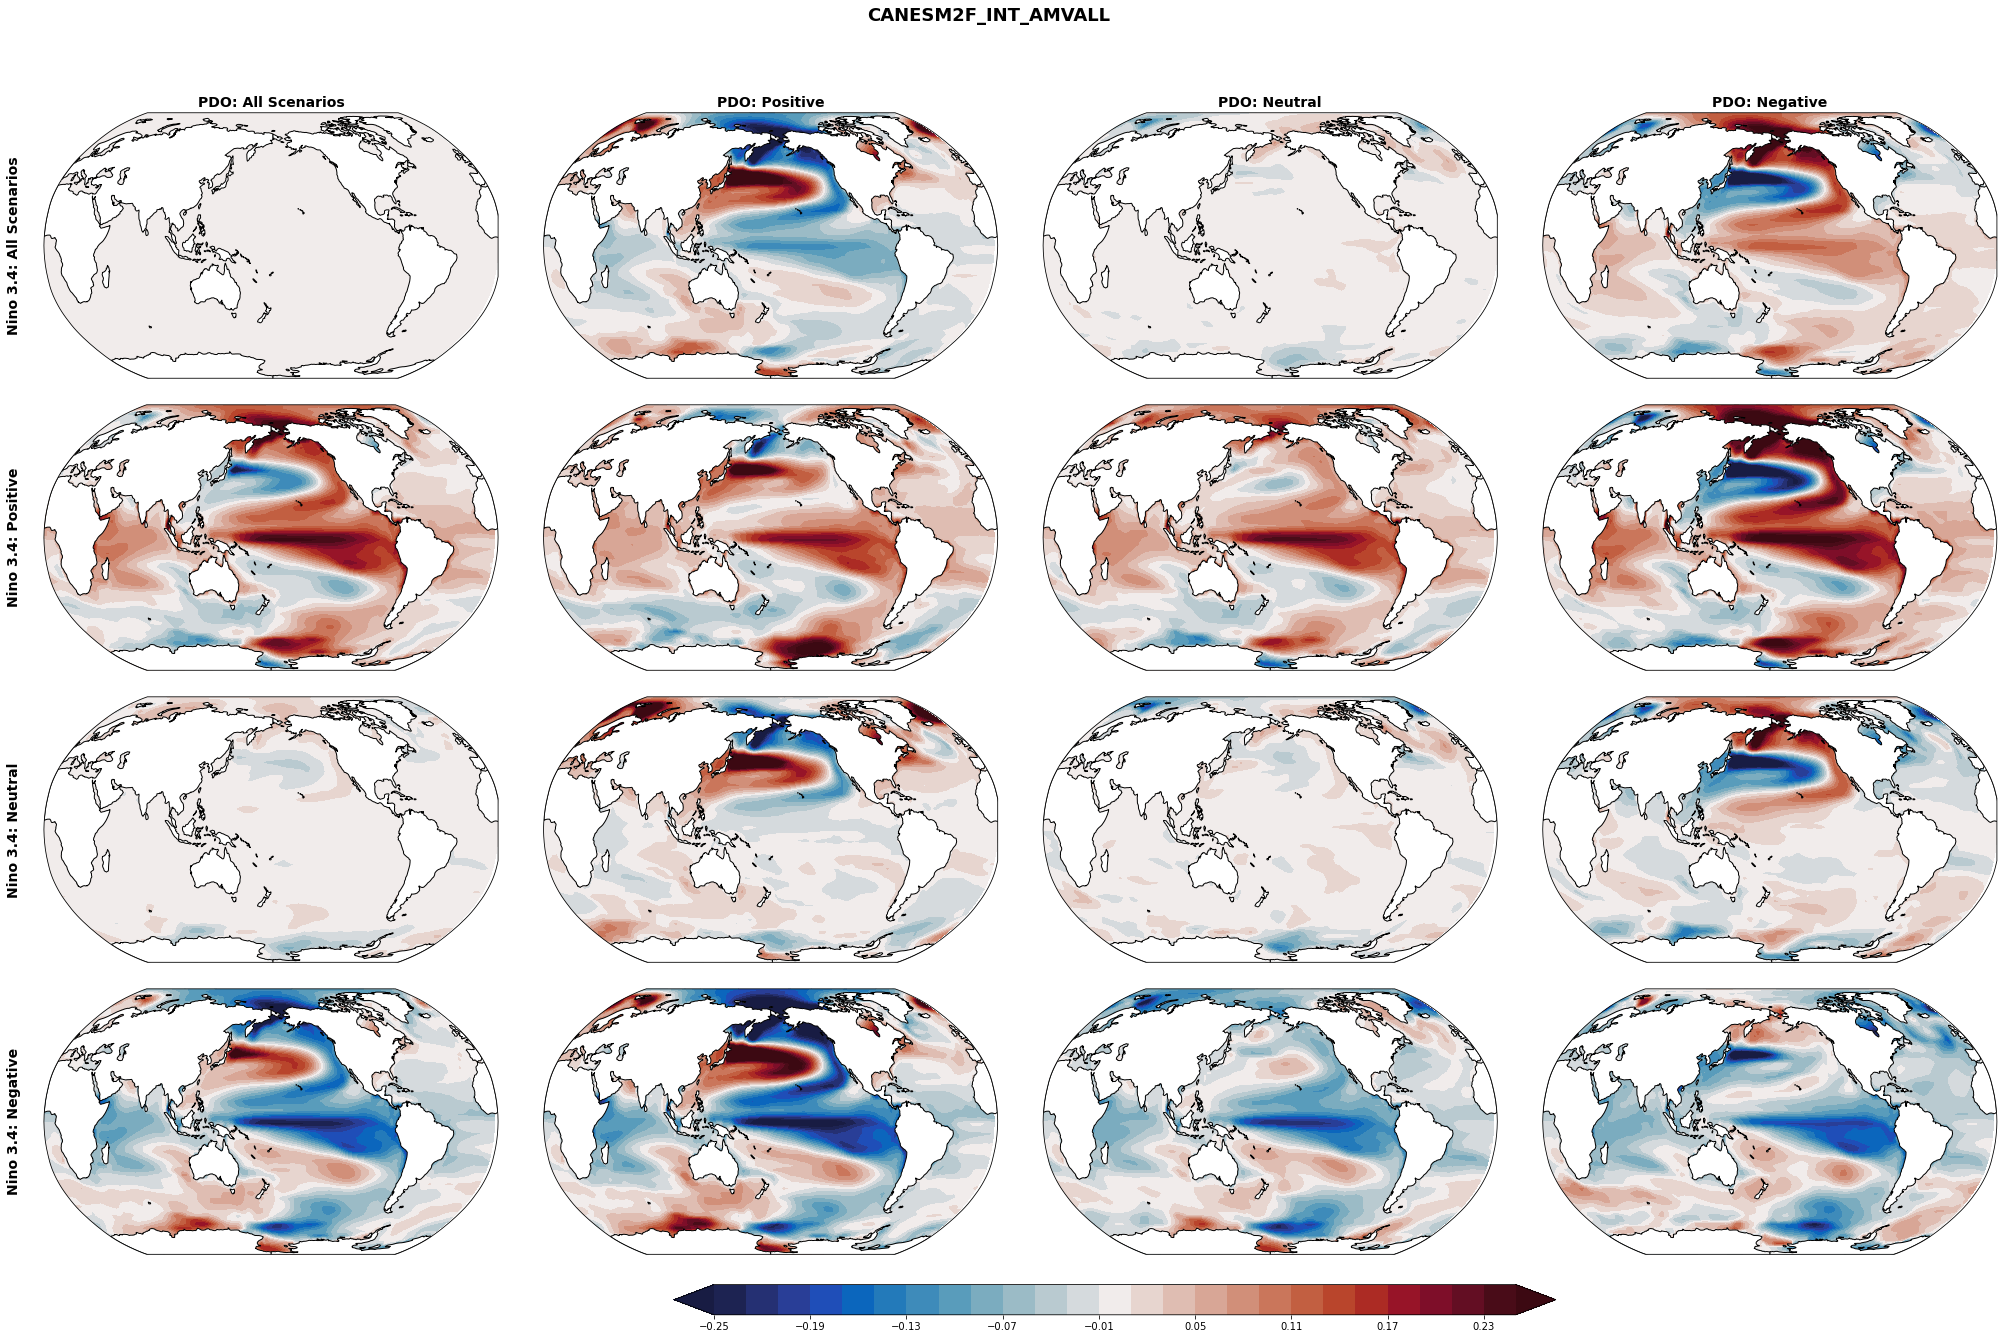 CANESM2F_INT_AMVALL
PDO: All Scenarios
PDO: Positive
PDO: Neutral
PDO: Negative
Nino 3.4: All Scenarios
Nino 3.4: Positive
Nino 3.4: Neutral
Nino 3.4: Negative
−0.25 −0.19 −0.13 −0.07 −0.01 0.05 0.11 0.17 0.23